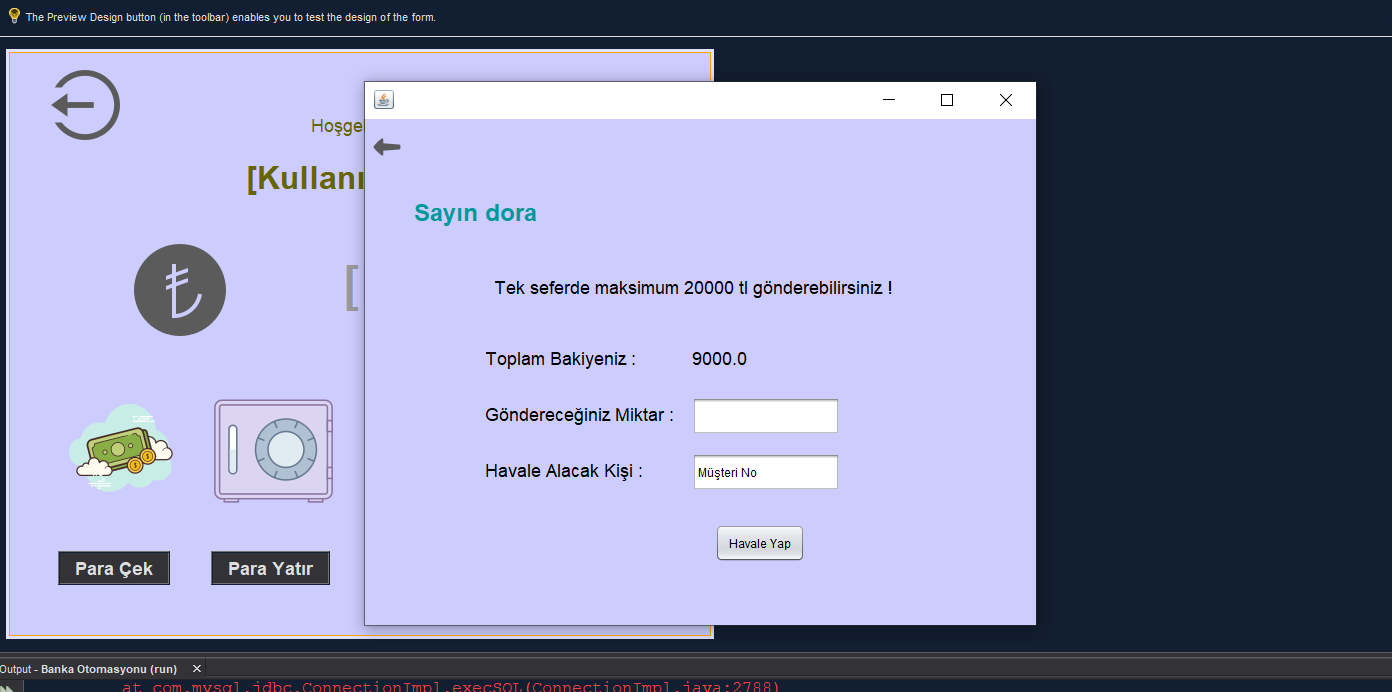 The Preview Design button (in the toolbar) enables you to test the design of the form.
Hoşgel
[Kullanı
Sayın dora
[
Tek seferde maksimum 20000 tl gönderebilirsiniz !
Toplam Bakiyeniz : 9000.0
Göndereceğiniz Miktar :
Havale Alacak Kişi : Müşteri No
Havale Yap
Para Çek Para Yatır
Output - Banka Otomasyonu (run)
at com.mysql.jdbc.ConnectionImpl.execSQL(ConnectionImpl.java:2788)